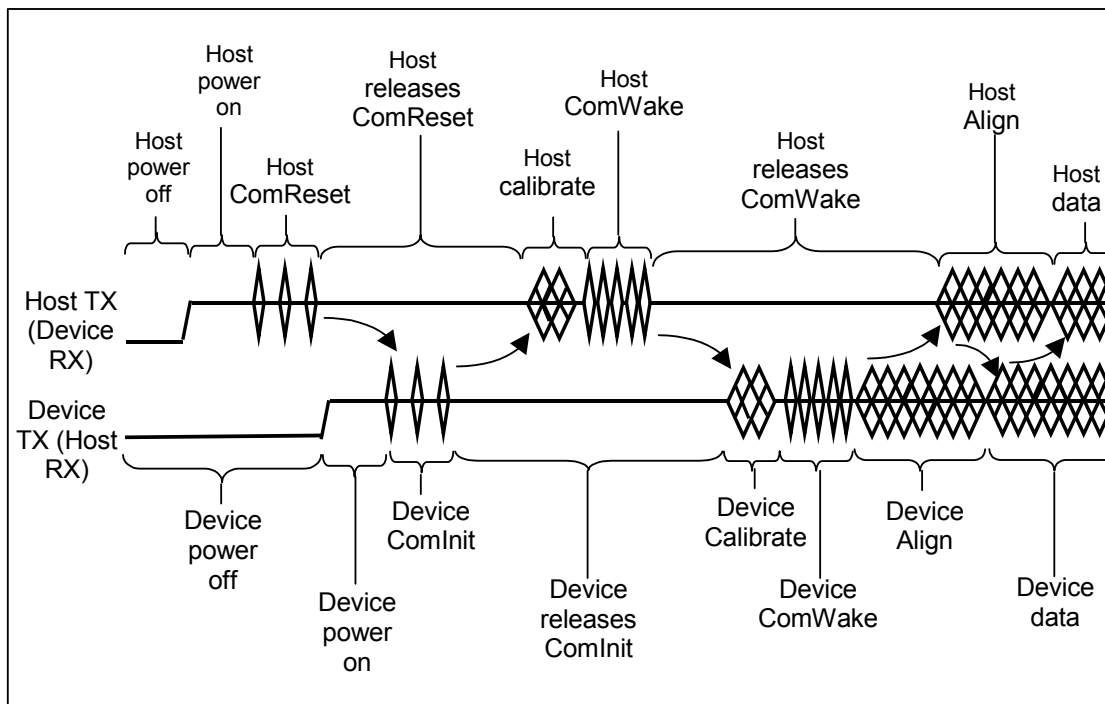 Host
power
off
Host
power
on
Host
ComReset
Host
releases
ComReset
Host
calibrate
Host
ComWake
Host
releases
ComWake
Host
Align
Host
data
Host TX
(Device
RX)
Device
TX (Host
RX)
Device
power
off
Device
power
on
Device
ComInit
Device
releases
ComInit
Device
Calibrate
Device
ComWake
Device
Align
Device
data